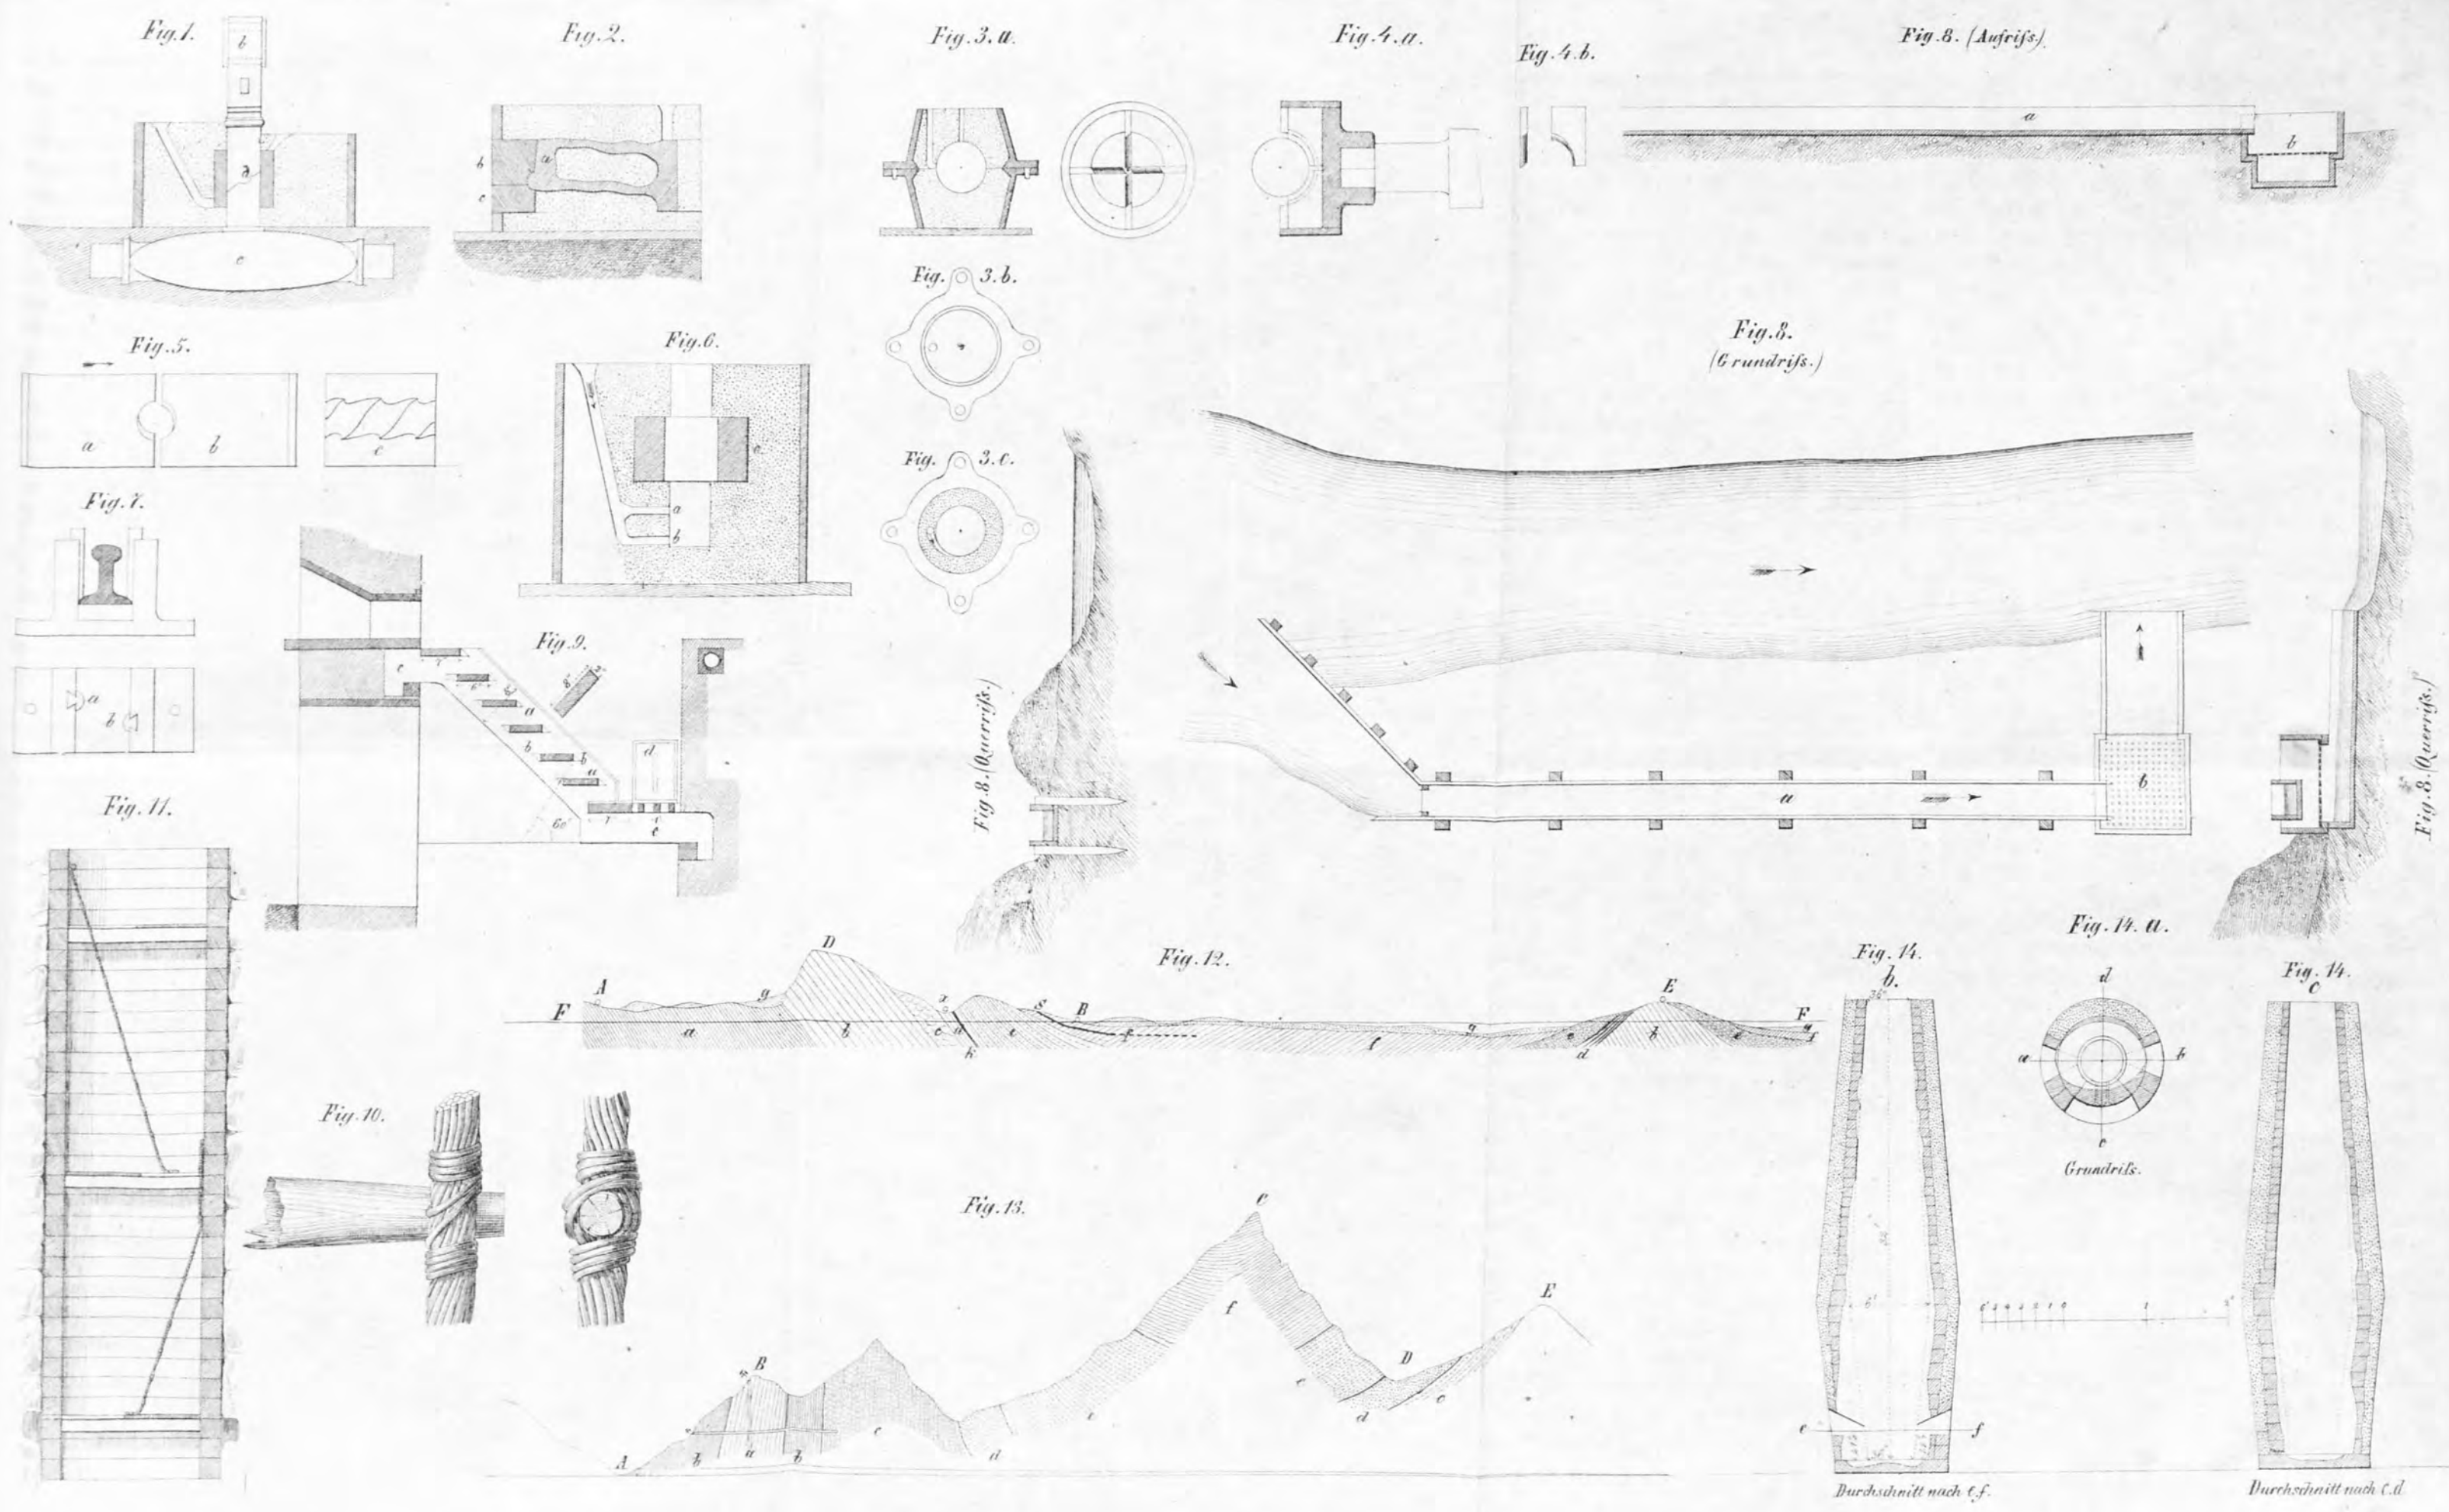 Fig.1.
b
d
c
Fig.2.
b
a
c
Fig.3.a.
Fig. 3.b.
Fig. 3.c.
Fig.4.a.
Fig.4.b.
Fig.8. (Aufriſs.)
a
b
Fig.5.
a
b
c
Fig.6.
c
a
b
Fig.7.
a
b
Fig.8.
(Grundriſs.)
a
b
Fig.8.(Querriſs.)
Fig.8.(Querriſs.)
Fig.9.
c
a
b
b
a
d
60°
Fig.11.
Fig.10.
Fig.12.
A
F
g
D
B
E
F
a
b
k
f
d
b
Fig.13.
A
B
C
D
E
b
a
b
c
d
f
e
d
c
Fig.14.
b.
6'
e
f
Durchschnitt nach e.f.
Fig.14.a.
d
a
b
c
Grundriſs.
Fig.14.
c
Durchschnitt nach c.d.